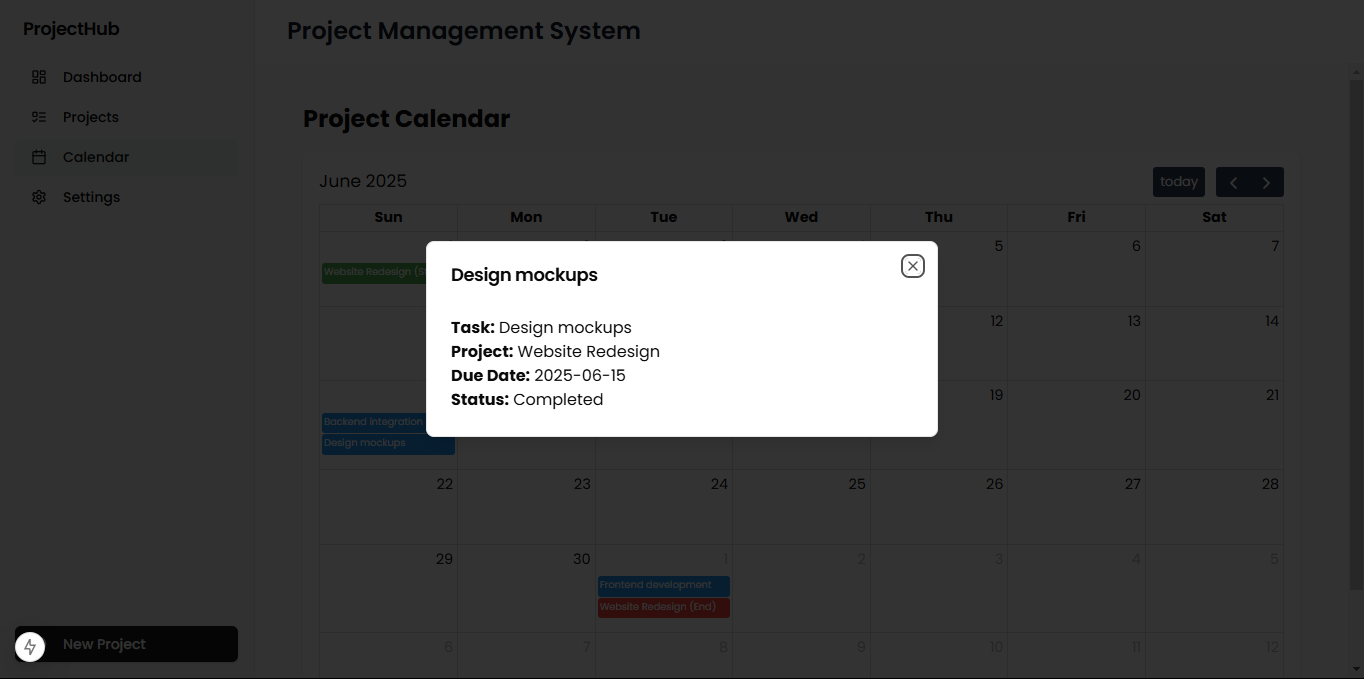 ProjectHub
Project Management System
Dashboard
Projects
Calendar
Settings
Project Calendar
June 2025
today
Sun Mon Tue Wed Thu Fri Sat
5 6 7
Website Redesign (S
Design mockups
Task: Design mockups
Project: Website Redesign
Due Date: 2025-06-15
Status: Completed
12 13 14
19 20 21
Backend Integration
Design mockups
22 23 24 25 26 27 28
29 30 1 2 3 4 5
Frontend development
Website Redesign (End)
6 7 8 9 10 11 12
New Project